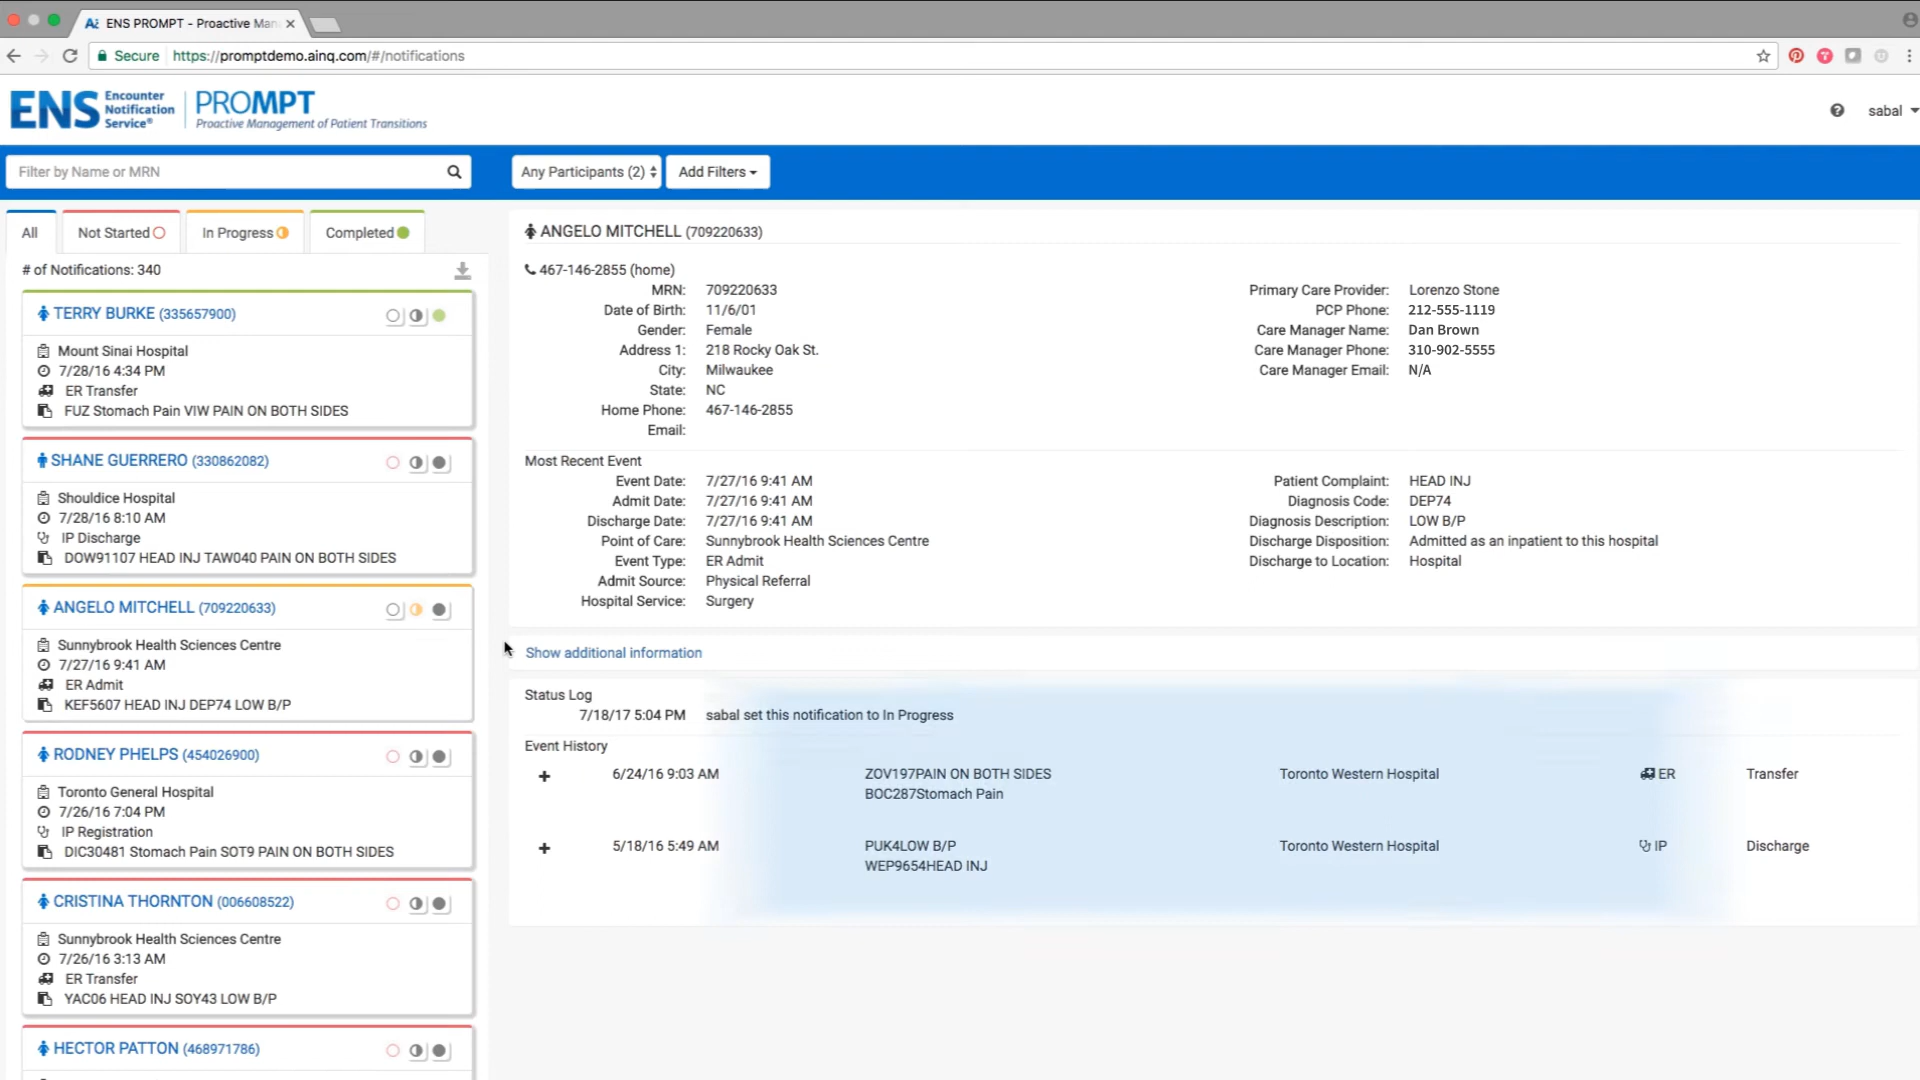 ENS PROMPT - Proactive Man
Secure https://promptdemo.ainq.com/#/notifications
ENS Encounter Notification Service® PROMPT
Proactive Management of Patient Transitions
sabal
Filter by Name or MRN
Any Participants (2)
Add Filters
All
Not Started
In Progress
Completed
# of Notifications: 340
TERRY BURKE (335657900)
Mount Sinai Hospital
7/28/16 4:34 PM
ER Transfer
FUZ Stomach Pain VIW PAIN ON BOTH SIDES
SHANE GUERRERO (330862082)
Shouldice Hospital
7/28/16 8:10 AM
IP Discharge
DOW91107 HEAD INJ TAW040 PAIN ON BOTH SIDES
ANGELO MITCHELL (709220633)
Sunnybrook Health Sciences Centre
7/27/16 9:41 AM
ER Admit
KEF5607 HEAD INJ DEP74 LOW B/P
RODNEY PHELPS (454026900)
Toronto General Hospital
7/26/16 7:04 PM
IP Registration
DIC30481 Stomach Pain SOT9 PAIN ON BOTH SIDES
CRISTINA THORNTON (006608522)
Sunnybrook Health Sciences Centre
7/26/16 3:13 AM
ER Transfer
YAC06 HEAD INJ SOY43 LOW B/P
HECTOR PATTON (468971786)
ANGELO MITCHELL (709220633)
467-146-2855 (home)
MRN: 709220633
Date of Birth: 11/6/01
Gender: Female
Address 1: 218 Rocky Oak St.
City: Milwaukee
State: NC
Home Phone: 467-146-2855
Email:
Primary Care Provider: Lorenzo Stone
PCP Phone: 212-555-1119
Care Manager Name: Dan Brown
Care Manager Phone: 310-902-5555
Care Manager Email: N/A
Most Recent Event
Event Date: 7/27/16 9:41 AM
Admit Date: 7/27/16 9:41 AM
Discharge Date: 7/27/16 9:41 AM
Point of Care: Sunnybrook Health Sciences Centre
Event Type: ER Admit
Admit Source: Physical Referral
Hospital Service: Surgery
Patient Complaint: HEAD INJ
Diagnosis Code: DEP74
Diagnosis Description: LOW B/P
Discharge Disposition: Admitted as an inpatient to this hospital
Discharge to Location: Hospital
Show additional information
Status Log
7/18/17 5:04 PM sabal set this notification to In Progress
Event History
6/24/16 9:03 AM ZOV197PAIN ON BOTH SIDES Toronto Western Hospital ER Transfer
BOC287Stomach Pain
5/18/16 5:49 AM PUK4LOW B/P Toronto Western Hospital IP Discharge
WEP9654HEAD INJ